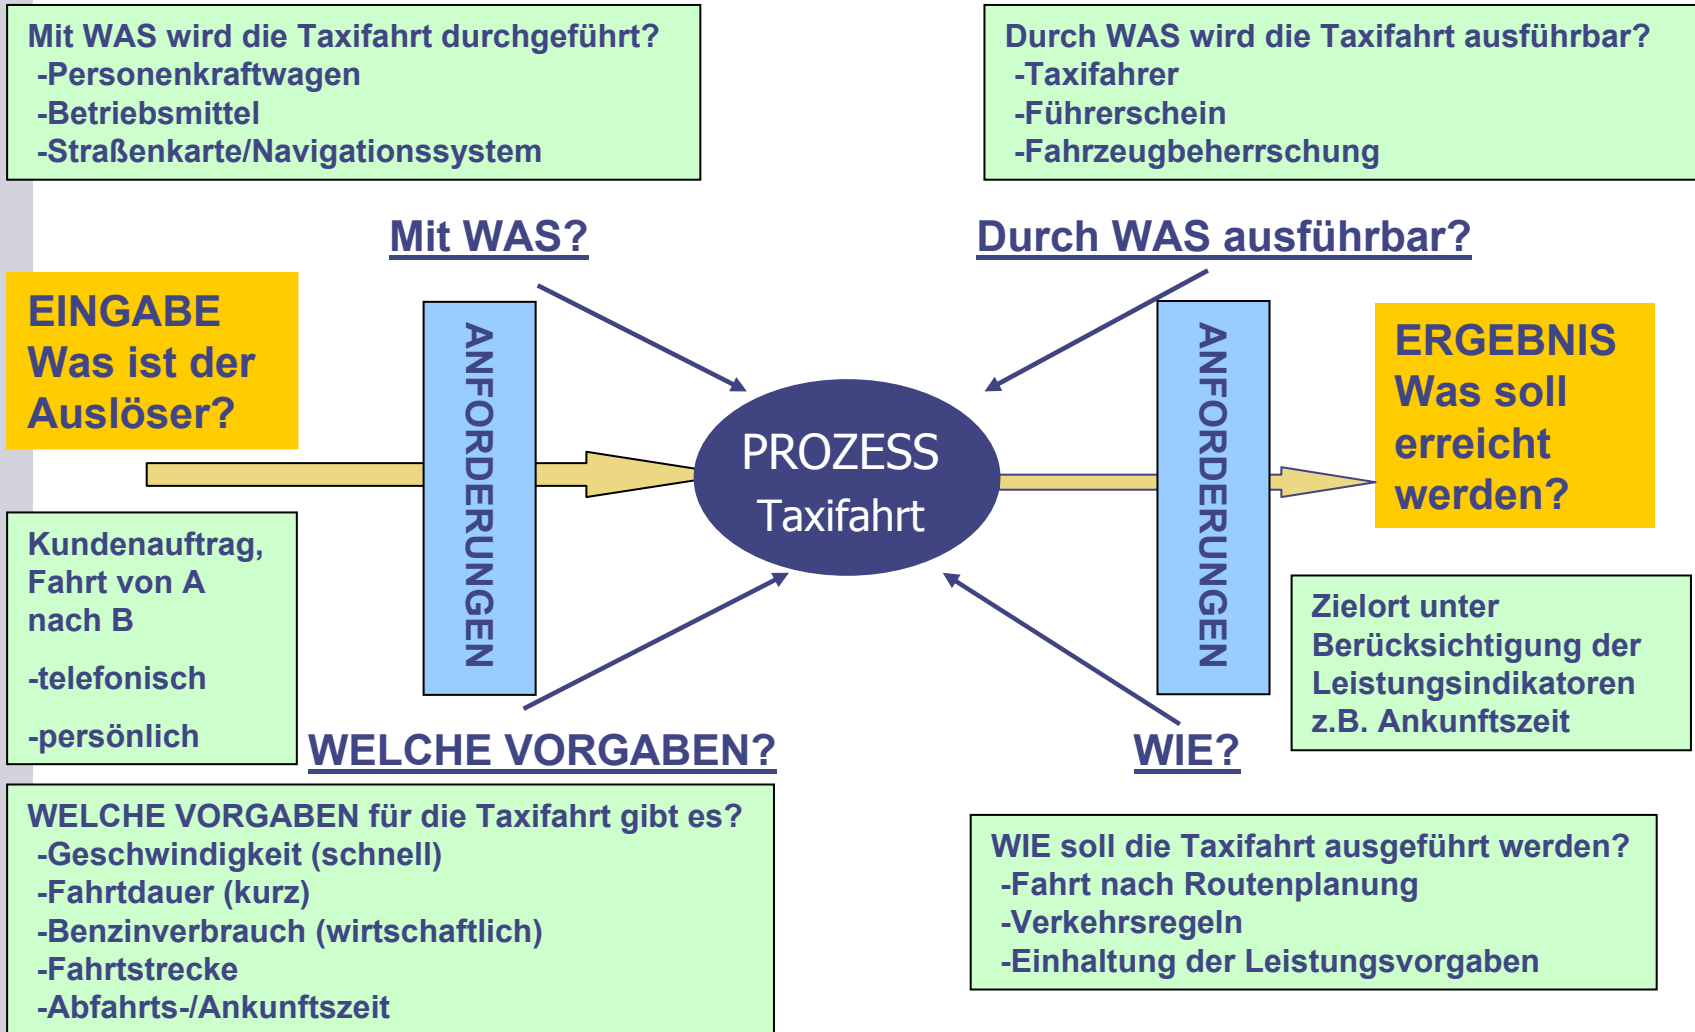 Mit WAS wird die Taxifahrt durchgeführt?
-Personenkraftwagen
-Betriebsmittel
-Straßenkarte/Navigationssystem
Durch WAS wird die Taxifahrt ausführbar?
-Taxifahrer
-Führerschein
-Fahrzeugbeherrschung
Mit WAS?
Durch WAS ausführbar?
EINGABE
Was ist der
Auslöser?
ANFORDERUNGEN
PROZESS
Taxifahrt
ANFORDERUNGEN
ERGEBNIS
Was soll
erreicht
werden?
Kundenauftrag,
Fahrt von A
nach B
-telefonisch
-persönlich
Zielort unter
Berücksichtigung der
Leistungsindikatoren
z.B. Ankunftszeit
WELCHE VORGABEN?
WIE?
WELCHE VORGABEN für die Taxifahrt gibt es?
-Geschwindigkeit (schnell)
-Fahrtdauer (kurz)
-Benzinverbrauch (wirtschaftlich)
-Fahrtstrecke
-Abfahrts-/Ankunftszeit
WIE soll die Taxifahrt ausgeführt werden?
-Fahrt nach Routenplanung
-Verkehrsregeln
-Einhaltung der Leistungsvorgaben